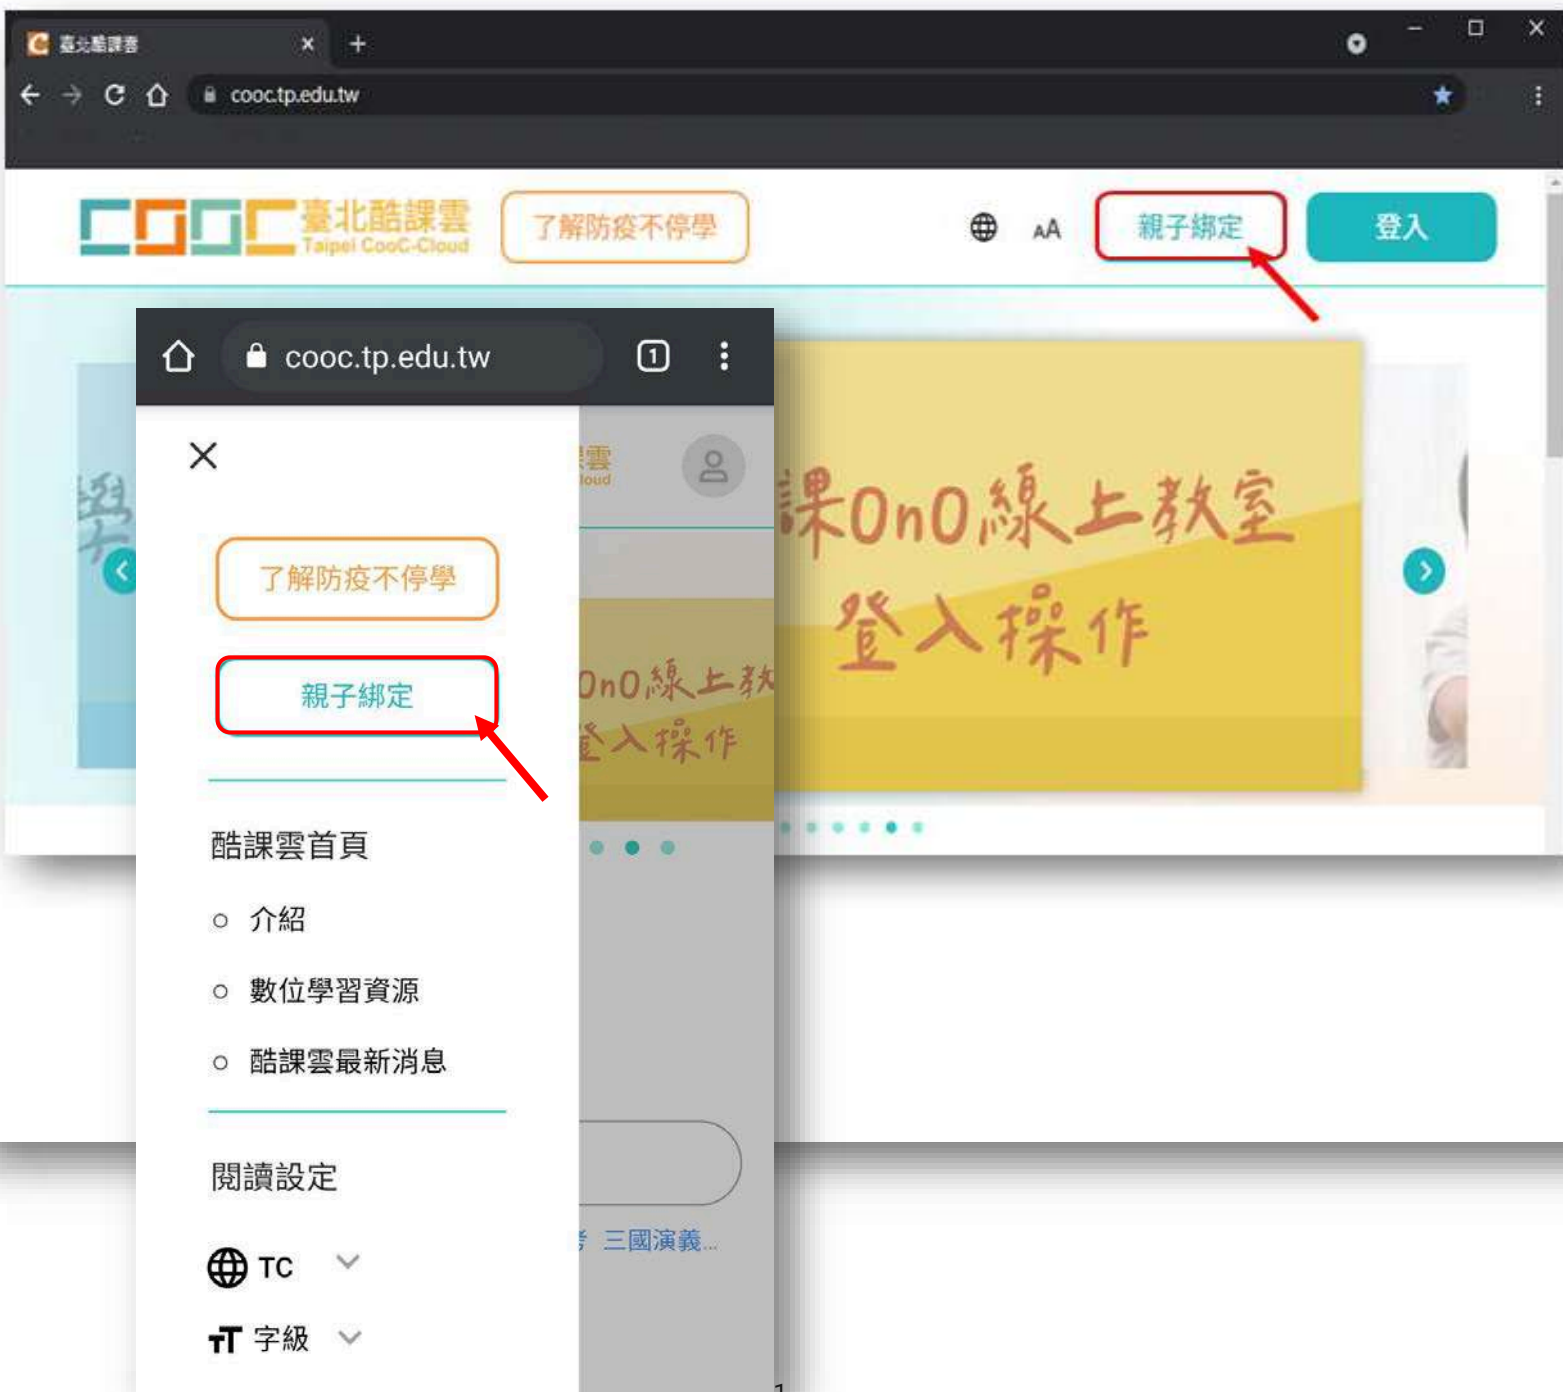 臺北酷課雲
cooc.tp.edu.tw
臺北酷課雲
Taipei CooC-Cloud
了解防疫不停學
AA
親子綁定
登入
學
課OnO線上教室
登入操作
cooc.tp.edu.tw
1
雲
loud
了解防疫不停學
親子綁定
OnO線上教
登入操作
酷課雲首頁
介紹
數位學習資源
酷課雲最新消息
閱讀設定
三國演義...
TC
TT 字級
1